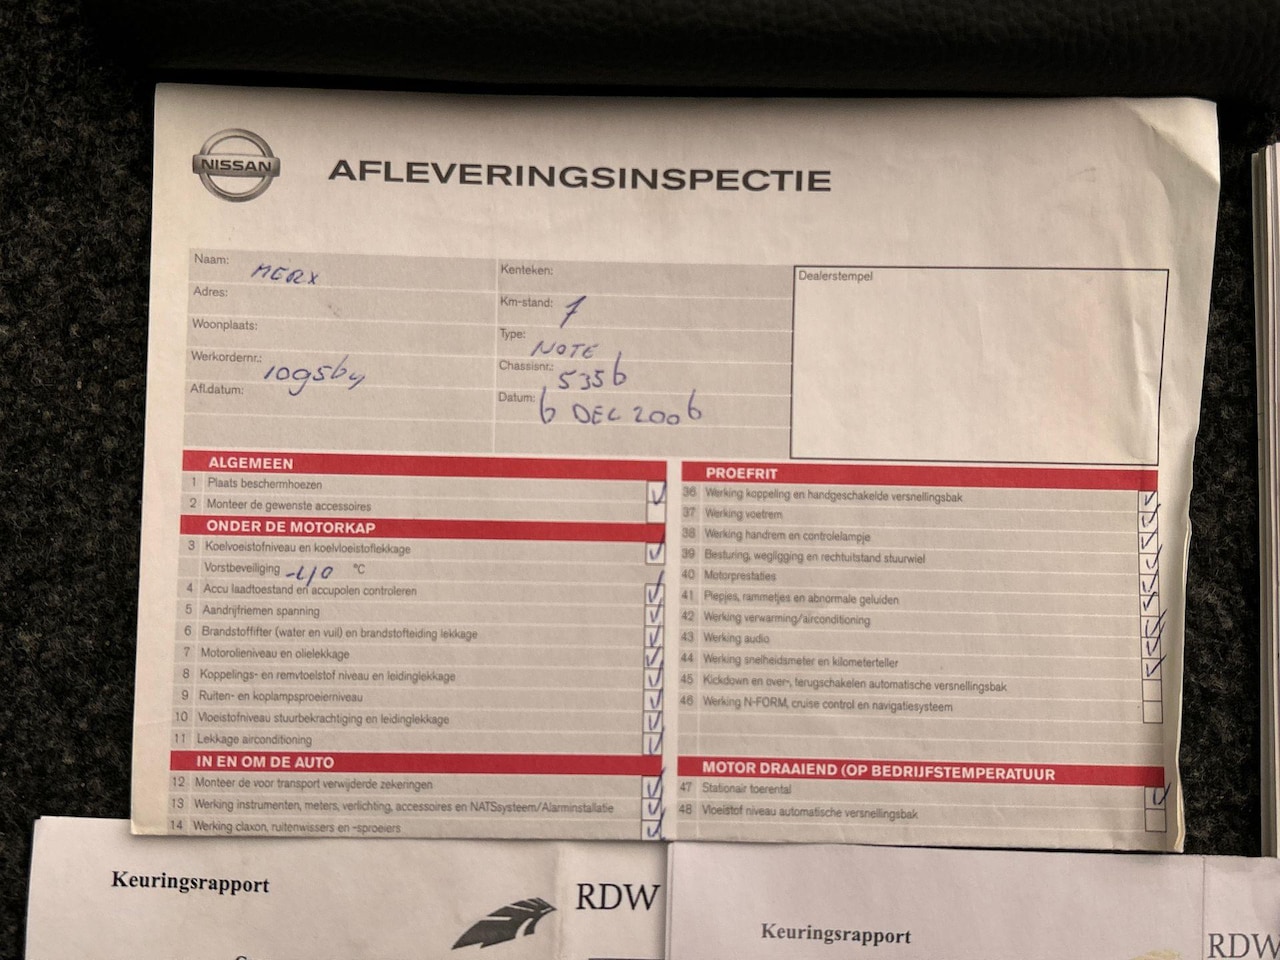 NISSAN
AFLEVERINGSINSPECTIE
Naam: MERX
Adres:
Woonplaats:
Werkordernr.: 109564
Afl.datum:
Kenteken:
Km-stand: 7
Type: NOTE
Chassisnr.: 5356
Datum: 6 DEC 2006
Dealerstempel
ALGEMEEN
1 Plaats beschermhoezen
2 Monteer de gewenste accessoires
ONDER DE MOTORKAP
3 Koelvoeistofniveau en koelvloeistoflekkage
Vorstbeveiliging -40 °C
4 Accu laadtoestand en accupolen controleren
5 Aandrijfriemen spanning
6 Brandstoffilter (water en vuil) en brandstofleiding lekkage
7 Motorolieniveau en olielekkage
8 Koppelings- en remvloeistof niveau en leidinglekkage
9 Ruiten- en koplampsproeierniveau
10 Vloeistofniveau stuurbekrachtiging en leidinglekkage
11 Lekkage airconditioning
IN EN OM DE AUTO
12 Monteer de voor transport verwijderde zekeringen
13 Werking instrumenten, meters, verlichting, accessoires en NATSsysteem/Alarminstallatie
14 Werking claxon, ruitenwissers en -sproeiers
PROEFRIT
36 Werking koppeling en handgeschakelde versnellingsbak
37 Werking voetrem
38 Werking handrem en controlelampje
39 Besturing, wegligging en rechtuitstand stuurwiel
40 Motorprestaties
41 Piepjes, rammeltjes en abnormale geluiden
42 Werking verwarming/airconditioning
43 Werking audio
44 Werking snelheidsmeter en kilometerteller
45 Kickdown en over-, terugschakelen automatische versnellingsbak
46 Werking N-FORM, cruise control en navigatiesysteem
MOTOR DRAAIEND (OP BEDRIJFSTEMPERATUUR
47 Stationair toerental
48 Vloeistof niveau automatische versnellingsbak
Keuringsrapport
RDW
Keuringsrapport
RDW